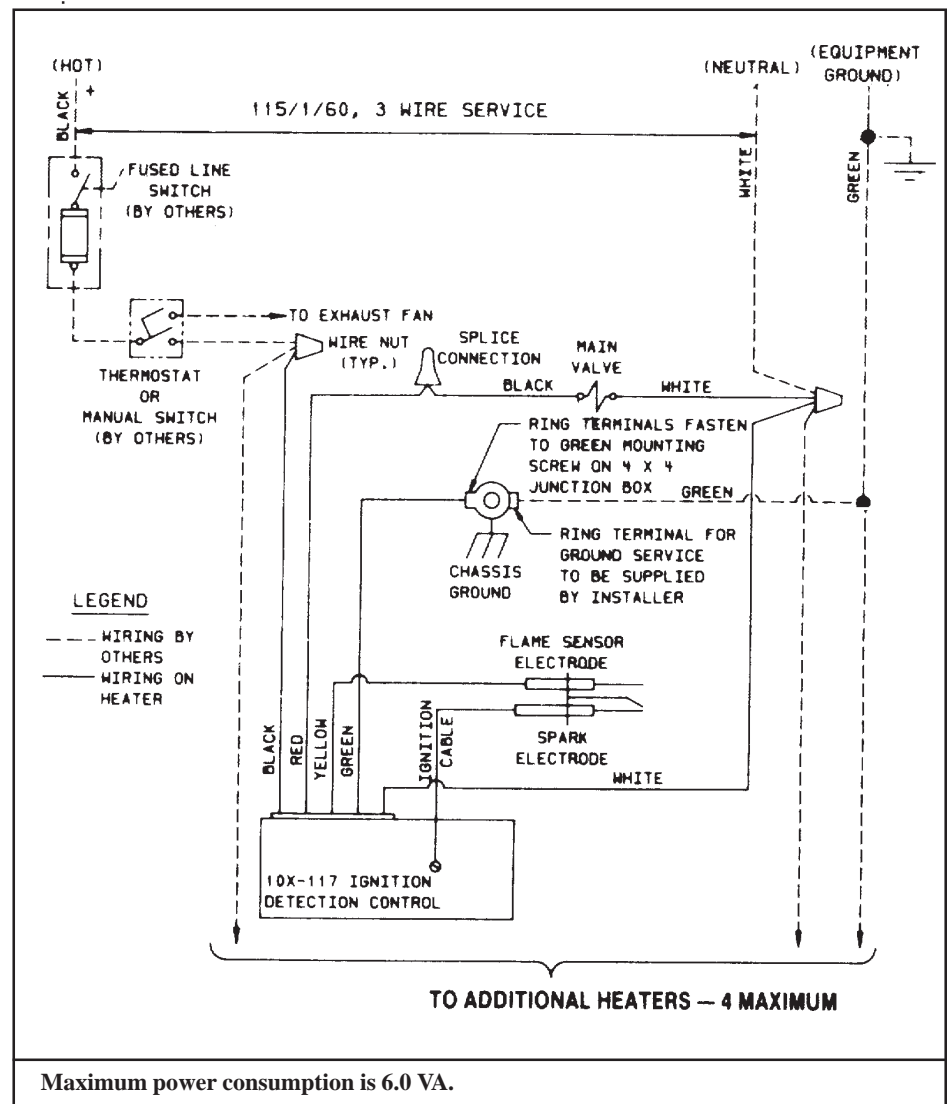 (HOT)
+
BLACK
115/1/60, 3 WIRE SERVICE
(NEUTRAL)
(EQUIPMENT
GROUND)
WHITE
GREEN
FUSED LINE
SWITCH
(BY OTHERS)
TO EXHAUST FAN
WIRE NUT
(TYP.)
SPLICE
CONNECTION
MAIN
VALVE
BLACK
WHITE
THERMOSTAT
OR
MANUAL SWITCH
(BY OTHERS)
RING TERMINALS FASTEN
TO GREEN MOUNTING
SCREW ON 4 X 4
JUNCTION BOX
GREEN
RING TERMINAL FOR
GROUND SERVICE
TO BE SUPPLIED
BY INSTALLER
CHASSIS
GROUND
LEGEND
WIRING BY
OTHERS
WIRING ON
HEATER
FLAME SENSOR
ELECTRODE
SPARK
ELECTRODE
BLACK
RED
YELLOW
GREEN
IGNITION
CABLE
WHITE
10X-117 IGNITION
DETECTION CONTROL
TO ADDITIONAL HEATERS — 4 MAXIMUM
Maximum power consumption is 6.0 VA.